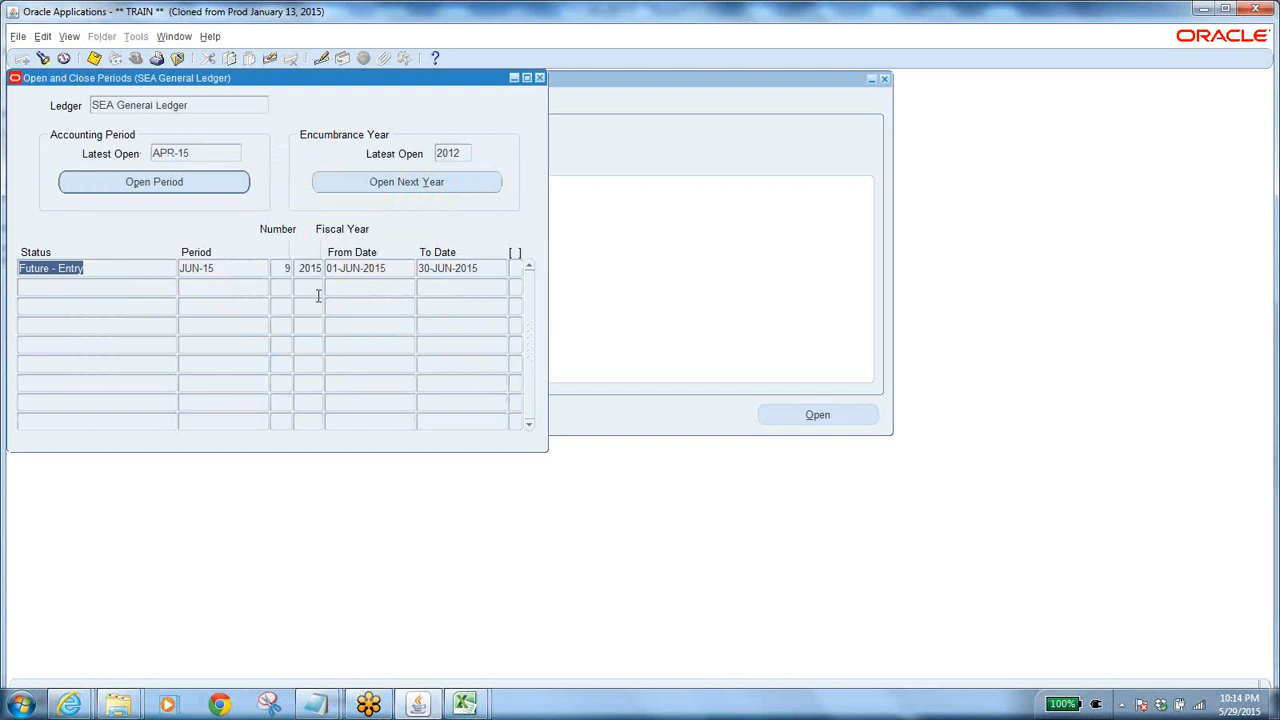 Oracle Applications - ** TRAIN ** (Cloned from Prod January 13, 2015)
File Edit View Folder Tools Window Help
ORACLE
?
Open and Close Periods (SEA General Ledger)
Ledger SEA General Ledger
Accounting Period Encumbrance Year
Latest Open APR-15 Latest Open 2012
Open Period Open Next Year
Number Fiscal Year
Status Period From Date To Date [ ]
Future - Entry JUN-15 9 2015 01-JUN-2015 30-JUN-2015
Open
100% 10:14 PM
5/29/2015